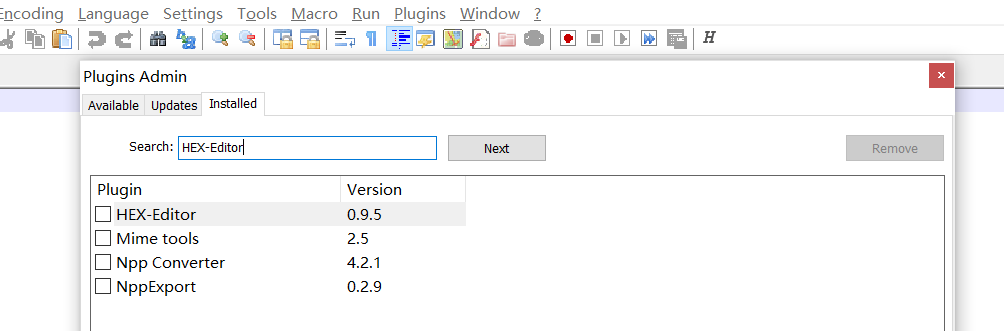 Encoding Language Settings Tools Macro Run Plugins Window ?
H
Plugins Admin
Available Updates Installed
Search: HEX-Editor Next Remove
Plugin Version
HEX-Editor 0.9.5
Mime tools 2.5
Npp Converter 4.2.1
NppExport 0.2.9